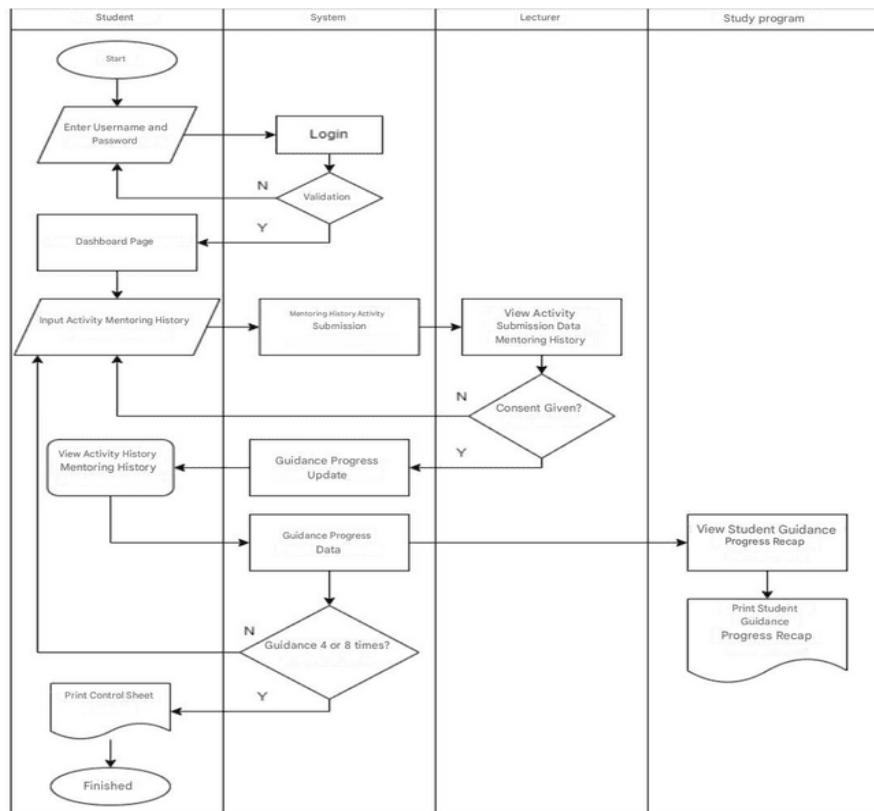 Student
System
Lecturer
Study program
Start
Enter Username and
Password
Login
Validation
N
Y
Dashboard Page
Input Activity Mentoring History
Mentoring History Activity
Submission
View Activity
Submission Data
Mentoring History
Consent Given?
N
Y
Guidance Progress
Update
View Activity History
Mentoring History
Guidance Progress
Data
View Student Guidance
Progress Recap
Print Student
Guidance
Progress Recap
Guidance 4 or 8 times?
N
Y
Print Control Sheet
Finished